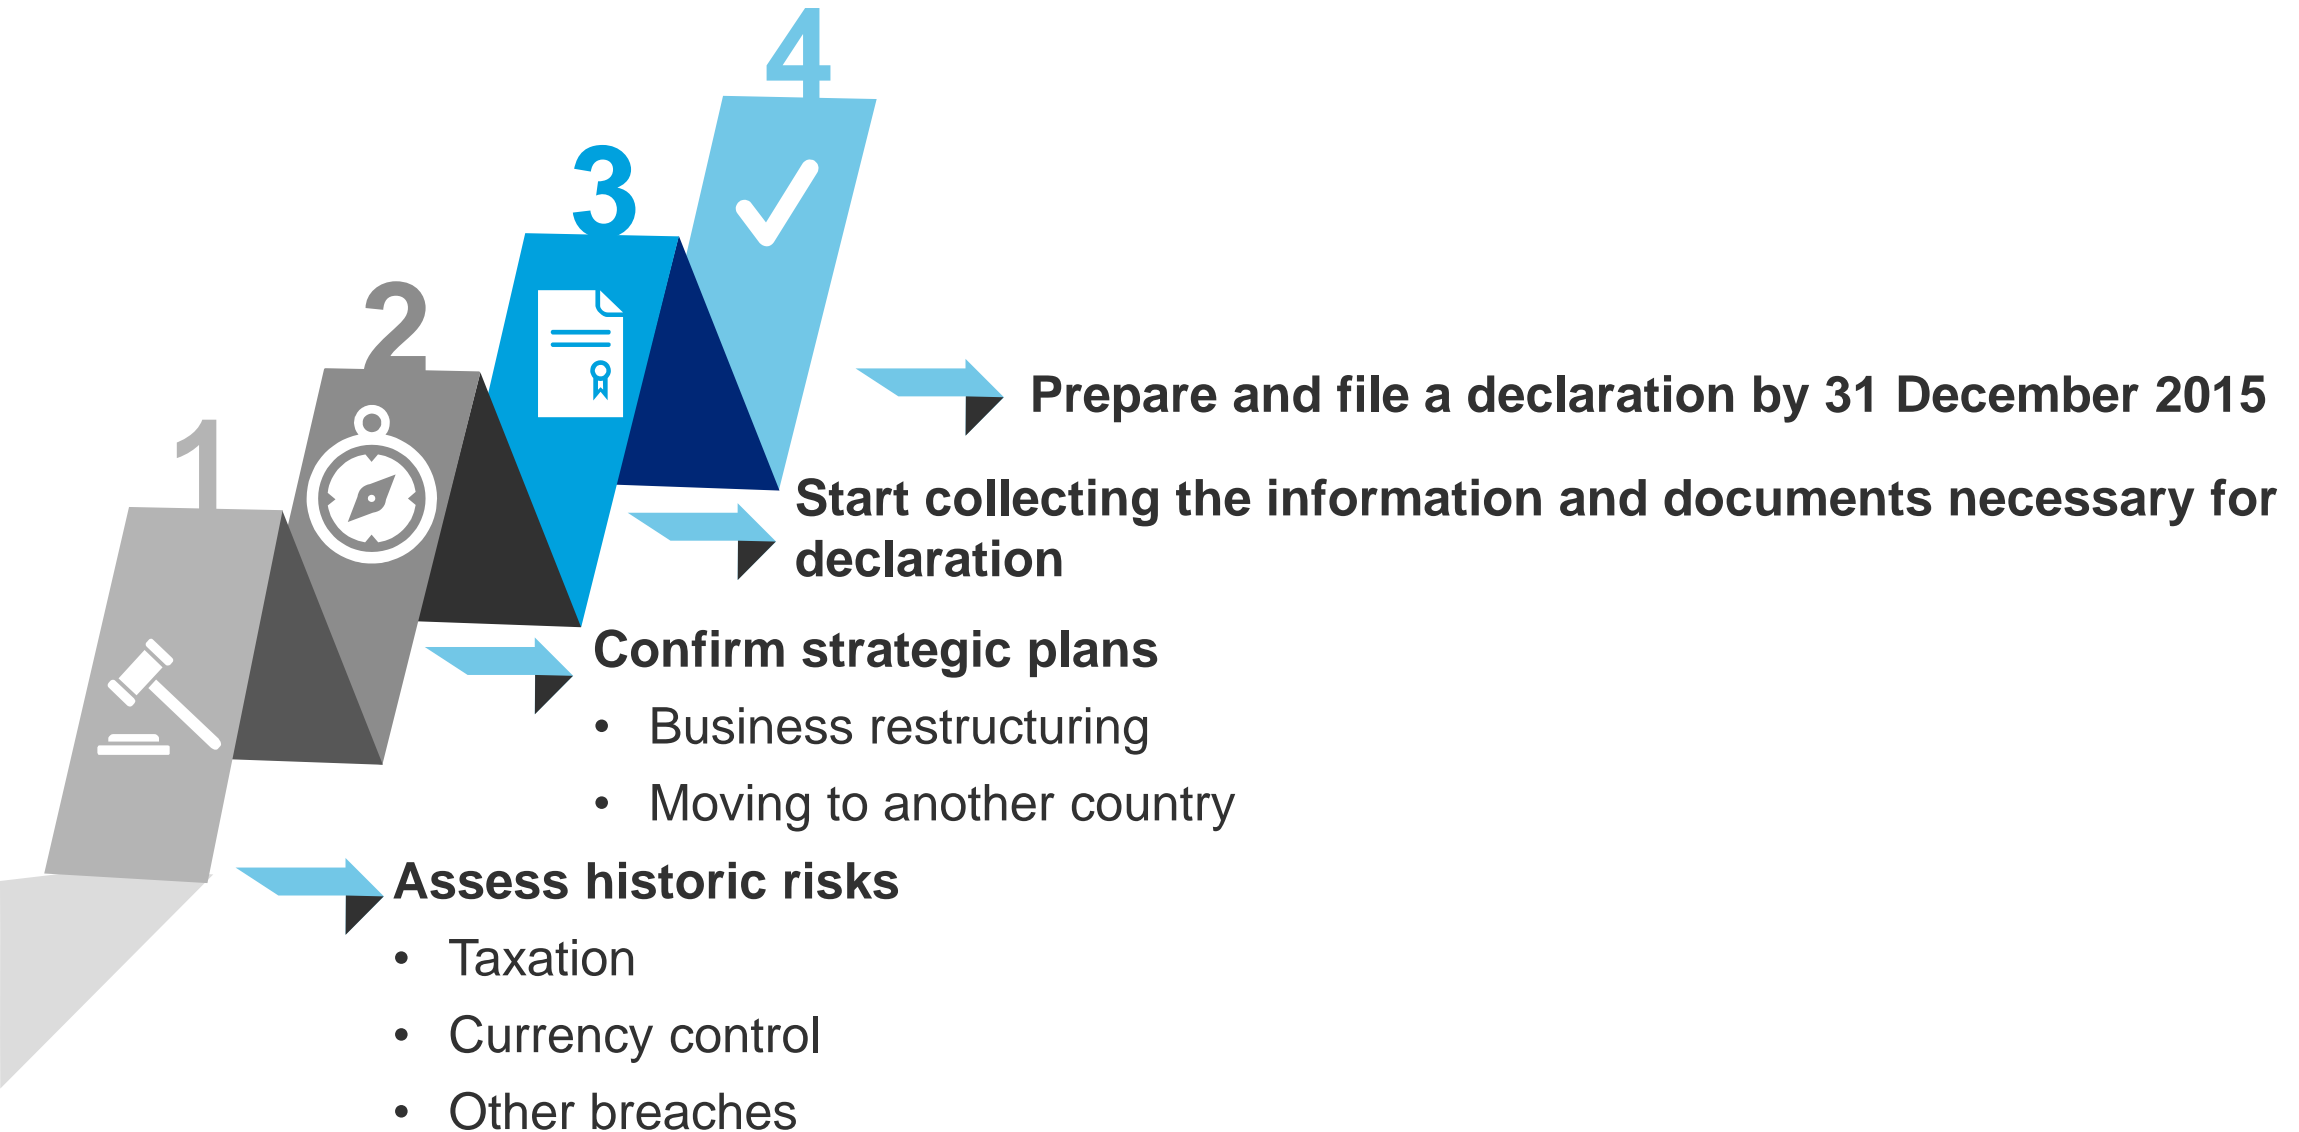 4
3
2
1
Prepare and file a declaration by 31 December 2015
Start collecting the information and documents necessary for
declaration
Confirm strategic plans
• Business restructuring
• Moving to another country
Assess historic risks
• Taxation
• Currency control
• Other breaches